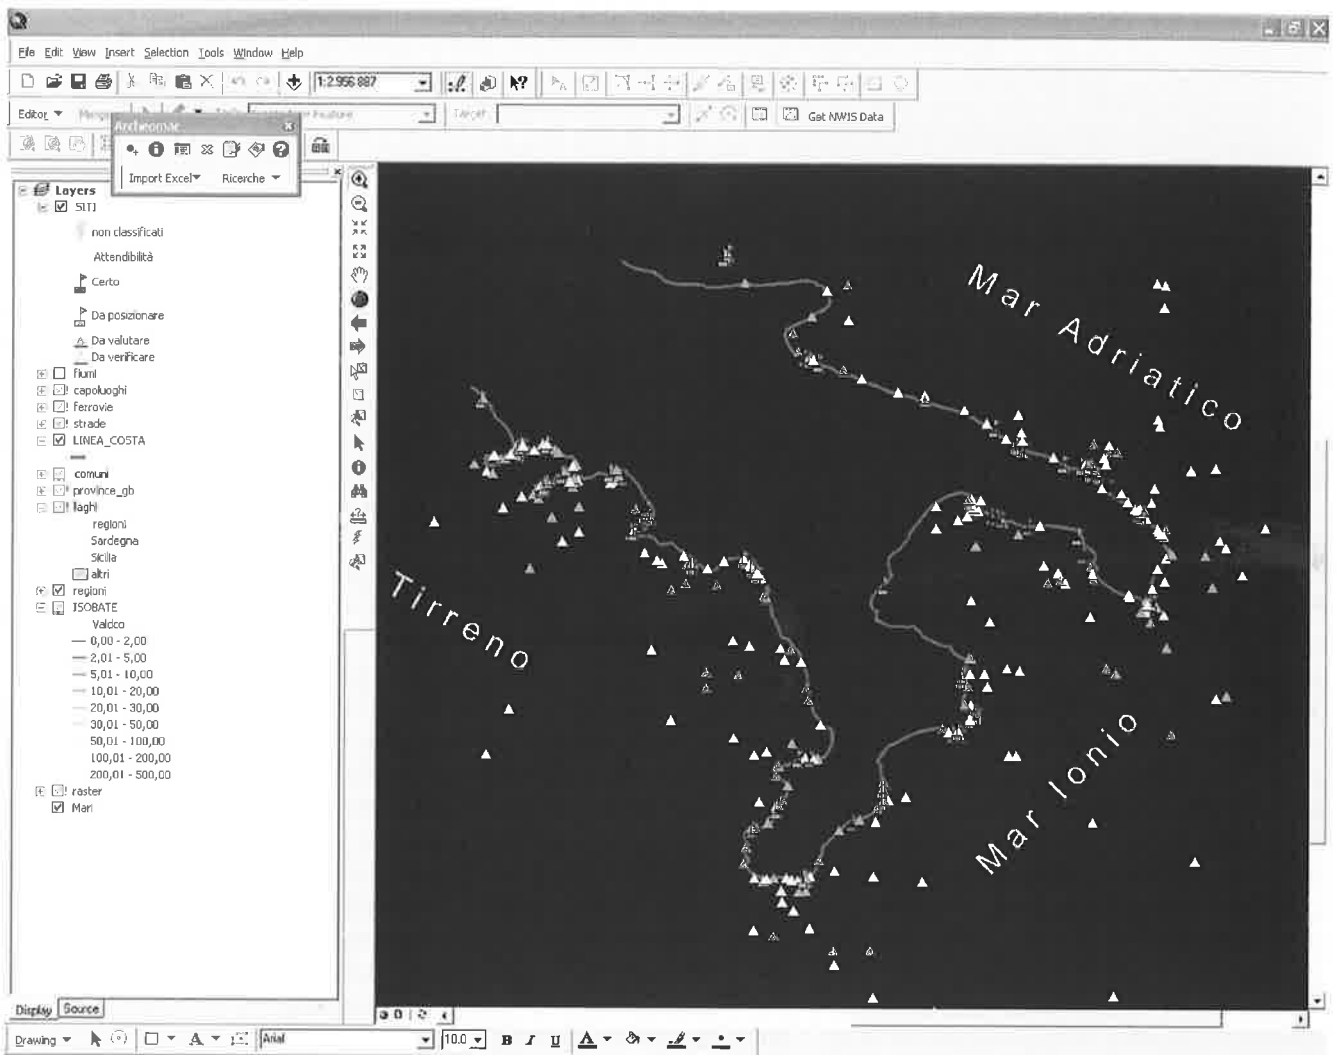 File Edit View Insert Selection Tools Window Help
1:2.956.887
Editor
Target:
Get NWIS Data
Archeomar
Import Excel
Ricerche
Layers
SITI
non classificati
Attendibilità
Certo
Da posizionare
Da valutare
Da verificare
fiumi
capoluoghi
ferrovie
strade
LINEA_COSTA
comuni
province_gb
laghi
regioni
Sardegna
Sicilia
altri
regioni
ISOBATE
Valdco
0,00 - 2,00
2,01 - 5,00
5,01 - 10,00
10,01 - 20,00
20,01 - 30,00
30,01 - 50,00
50,01 - 100,00
100,01 - 200,00
200,01 - 500,00
raster
Mari
Mar Adriatico
Tirreno
Mar Ionio
Display Source
Drawing A Arial 10.0 B I U A